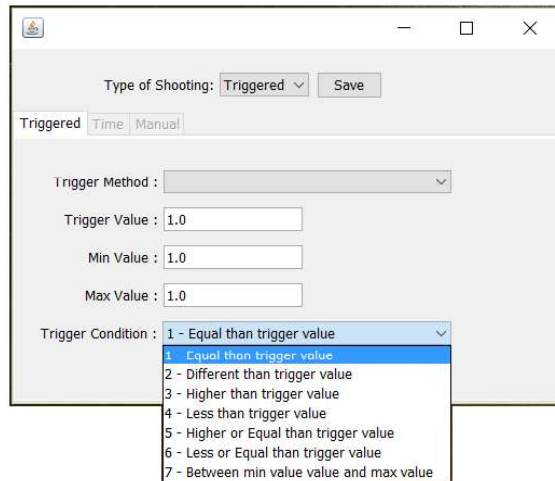 Type of Shooting: Triggered Save
Triggered Time Manual
Trigger Method :
Trigger Value : 1.0
Min Value : 1.0
Max Value : 1.0
Trigger Condition : 1 - Equal than trigger value
1 - Equal than trigger value
2 - Different than trigger value
3 - Higher than trigger value
4 - Less than trigger value
5 - Higher or Equal than trigger value
6 - Less or Equal than trigger value
7 - Between min value value and max value